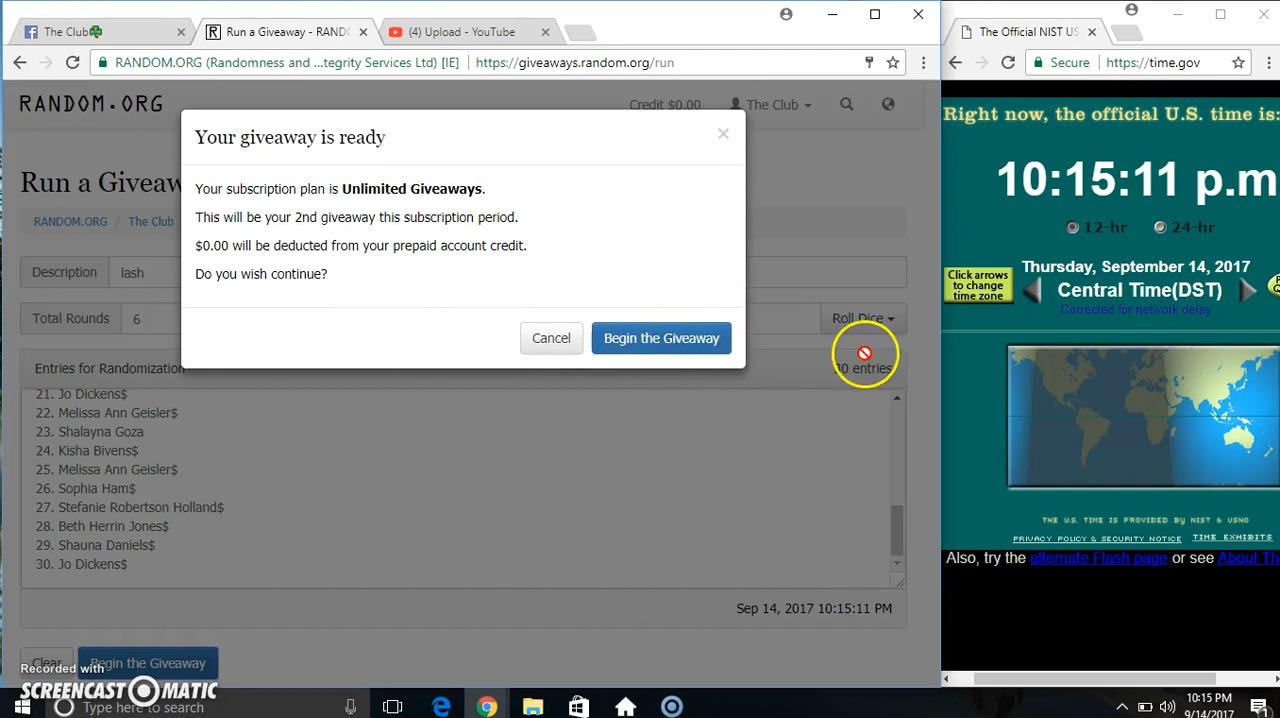 The Club
Run a Giveaway - RANDO
(4) Upload - YouTube
The Official NIST US
RANDOM.ORG (Randomness and ...tegrity Services Ltd) [IE]
https://giveaways.random.org/run
Secure
https://time.gov
RANDOM.ORG
Credit $0.00
The Club
Your giveaway is ready
×
Your subscription plan is Unlimited Giveaways.
This will be your 2nd giveaway this subscription period.
$0.00 will be deducted from your prepaid account credit.
Do you wish continue?
Cancel
Begin the Giveaway
Run a Giveaw
RANDOM.ORG / The Club
Description
lash
Total Rounds
6
Roll Dice
Entries for Randomization
30 entries
21. Jo Dickens$
22. Melissa Ann Geisler$
23. Shalayna Goza
24. Kisha Bivens$
25. Melissa Ann Geisler$
26. Sophia Ham$
27. Stefanie Robertson Holland$
28. Beth Herrin Jones$
29. Shauna Daniels$
30. Jo Dickens$
Sep 14, 2017 10:15:11 PM
Clear
Begin the Giveaway
Recorded with
SCREENCAST-O-MATIC
Right now, the official U.S. time is:
10:15:11 p.m
12-hr
24-hr
Click arrows
to change
time zone
Thursday, September 14, 2017
Central Time(DST)
Corrected for network delay
THE U.S. TIME IS PROVIDED BY NIST & USNO
PRIVACY POLICY & SECURITY NOTICE
TIME EXHIBITS
Also, try the alternate Flash page or see About Th
Type here to search
10:15 PM
9/14/2017